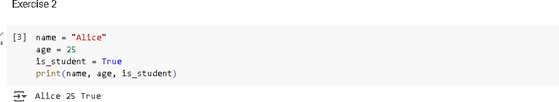 Exercise 2
[3] name = "Alice"
age = 25
is_student = True
print(name, age, is_student)
Alice 25 True